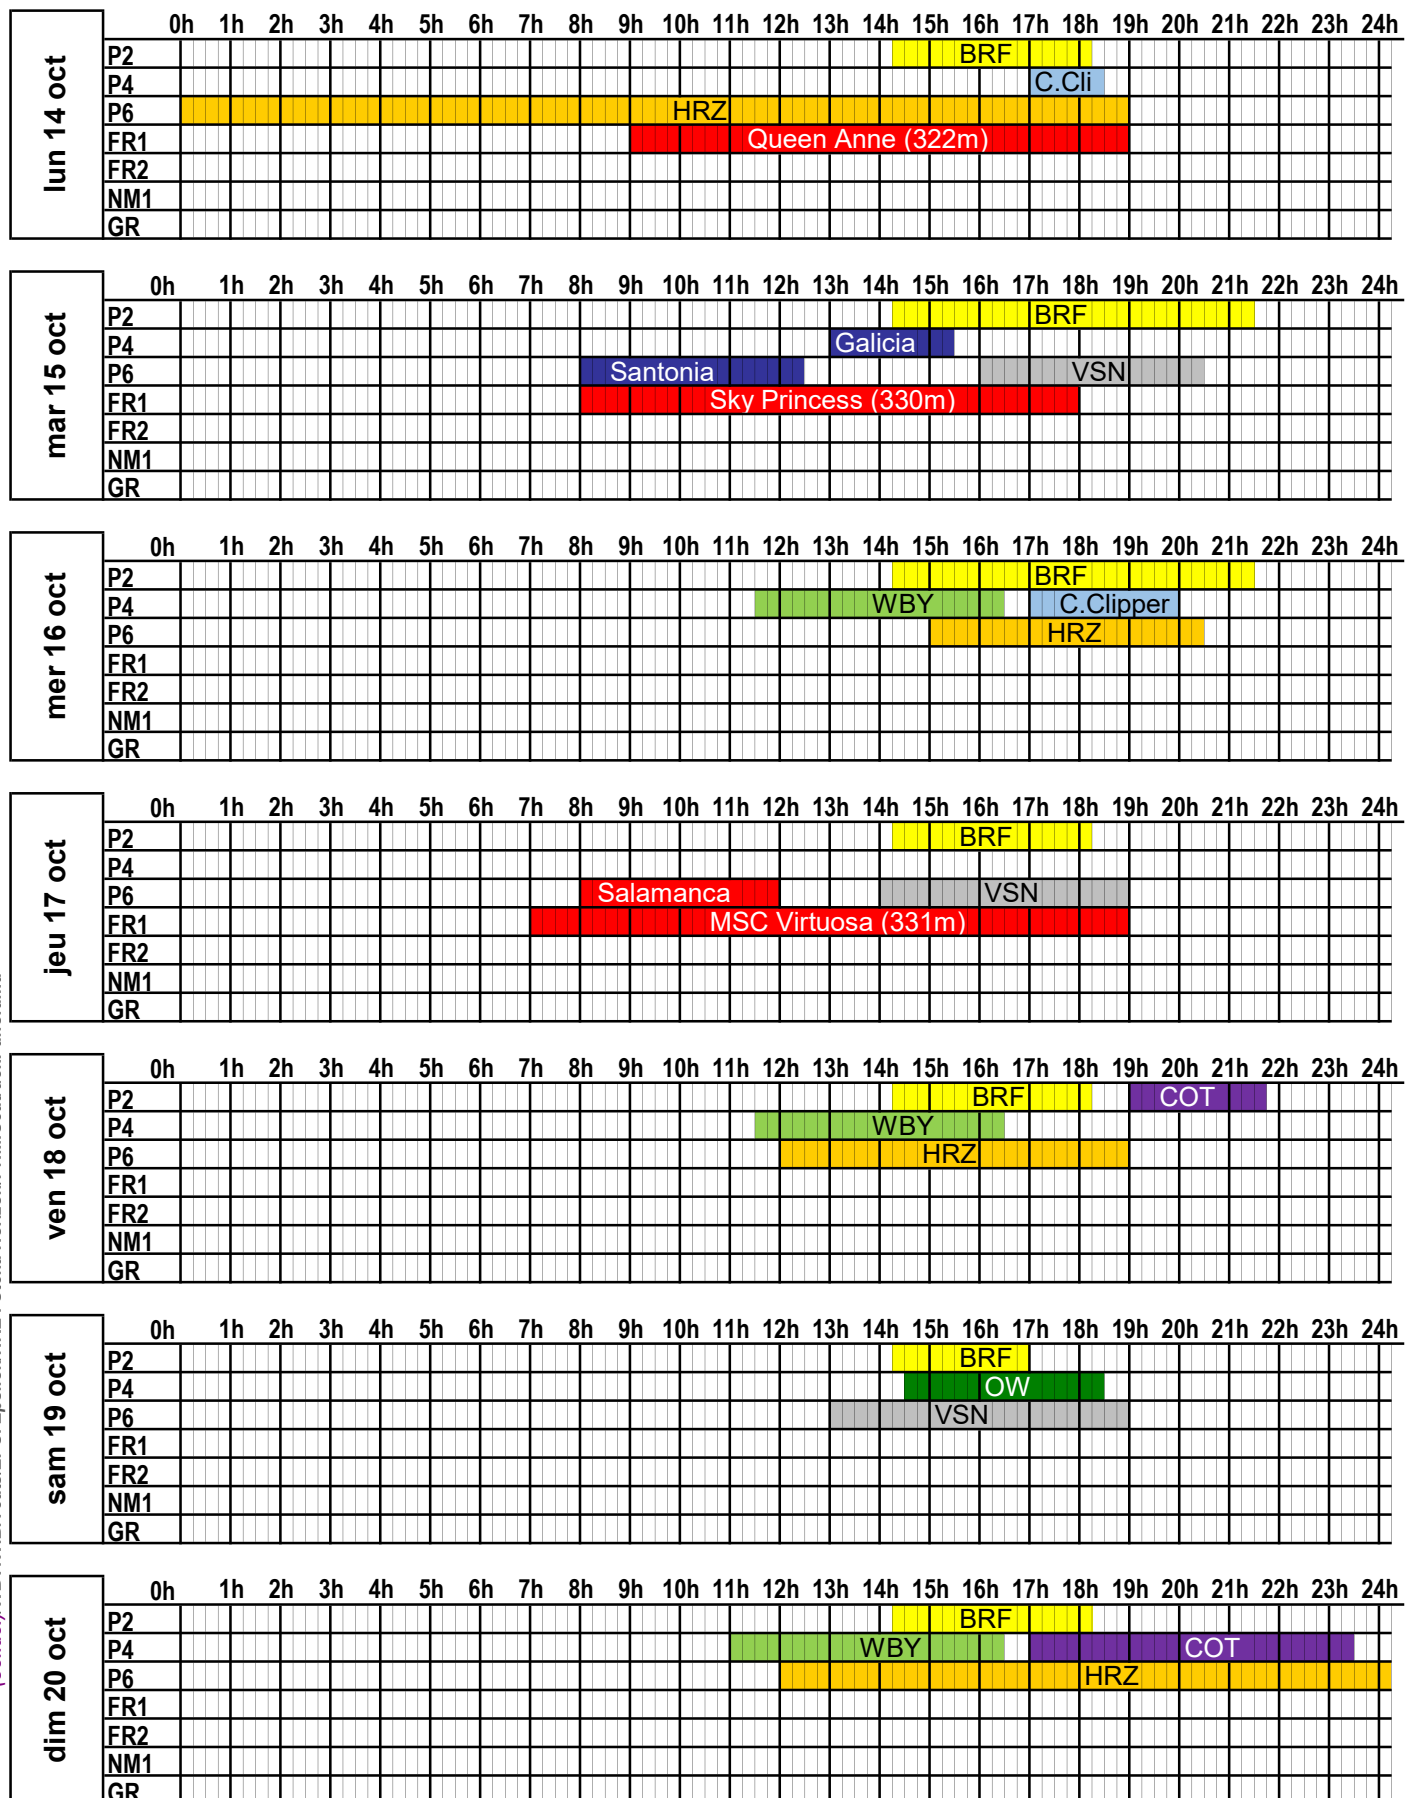 0h 1h 2h 3h 4h 5h 6h 7h 8h 9h 10h 11h 12h 13h 14h 15h 16h 17h 18h 19h 20h 21h 22h 23h 24h
lun 14 oct
P2 BRF
P4 C.Cli
P6 HRZ
FR1 Queen Anne (322m)
FR2
NM1
GR
0h 1h 2h 3h 4h 5h 6h 7h 8h 9h 10h 11h 12h 13h 14h 15h 16h 17h 18h 19h 20h 21h 22h 23h 24h
mar 15 oct
P2 BRF
P4 Galicia
P6 Santonia VSN
FR1 Sky Princess (330m)
FR2
NM1
GR
0h 1h 2h 3h 4h 5h 6h 7h 8h 9h 10h 11h 12h 13h 14h 15h 16h 17h 18h 19h 20h 21h 22h 23h 24h
mer 16 oct
P2 BRF
P4 WBY C.Clipper
P6 HRZ
FR1
FR2
NM1
GR
0h 1h 2h 3h 4h 5h 6h 7h 8h 9h 10h 11h 12h 13h 14h 15h 16h 17h 18h 19h 20h 21h 22h 23h 24h
jeu 17 oct
P2 BRF
P4
P6 Salamanca VSN
FR1 MSC Virtuosa (331m)
FR2
NM1
GR
0h 1h 2h 3h 4h 5h 6h 7h 8h 9h 10h 11h 12h 13h 14h 15h 16h 17h 18h 19h 20h 21h 22h 23h 24h
ven 18 oct
P2 BRF COT
P4 WBY
P6 HRZ
FR1
FR2
NM1
GR
0h 1h 2h 3h 4h 5h 6h 7h 8h 9h 10h 11h 12h 13h 14h 15h 16h 17h 18h 19h 20h 21h 22h 23h 24h
sam 19 oct
P2 BRF
P4 OW
P6 VSN
FR1
FR2
NM1
GR
0h 1h 2h 3h 4h 5h 6h 7h 8h 9h 10h 11h 12h 13h 14h 15h 16h 17h 18h 19h 20h 21h 22h 23h 24h
dim 20 oct
P2 BRF
P4 WBY COT
P6 HRZ
FR1
FR2
NM1
GR